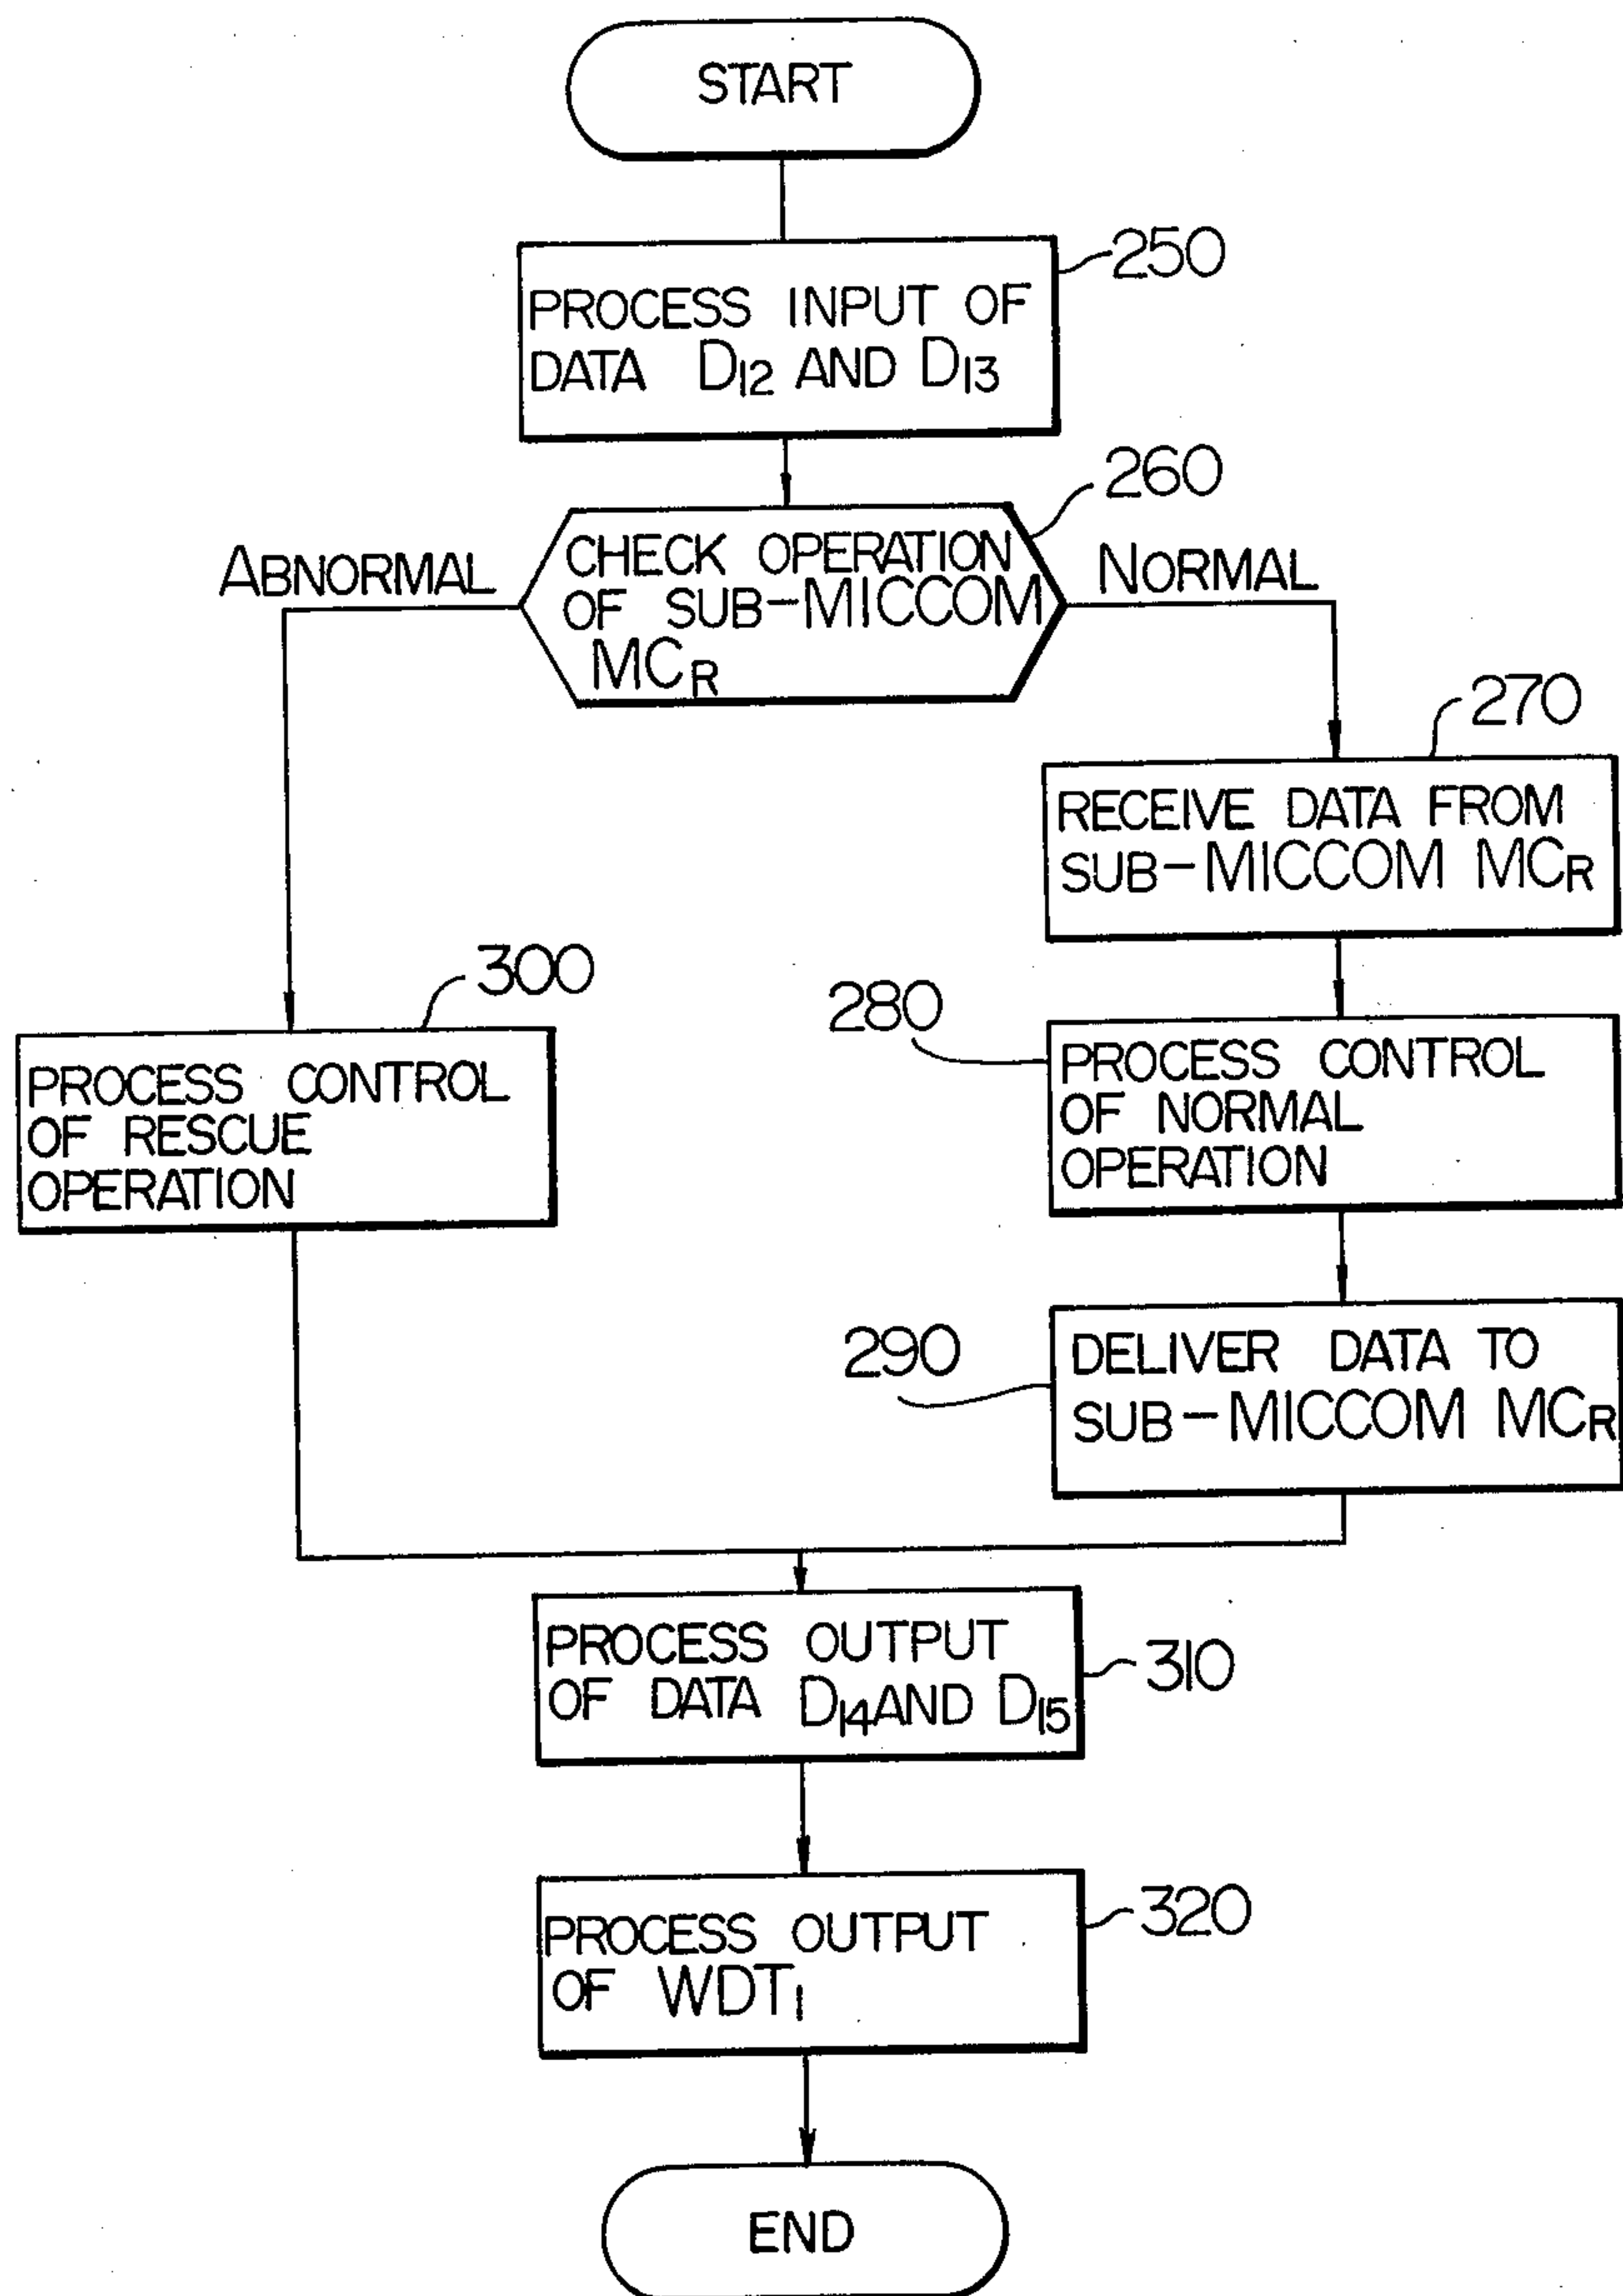 START
250
PROCESS INPUT OF
DATA D12 AND D13
260
ABNORMAL
CHECK OPERATION
OF SUB-MICCOM
MCR
NORMAL
270
RECEIVE DATA FROM
SUB-MICCOM MCR
300
PROCESS CONTROL
OF RESCUE
OPERATION
280
PROCESS CONTROL
OF NORMAL
OPERATION
290
DELIVER DATA TO
SUB-MICCOM MCR
PROCESS OUTPUT
OF DATA D14 AND D15
310
PROCESS OUTPUT
OF WDT1
320
END